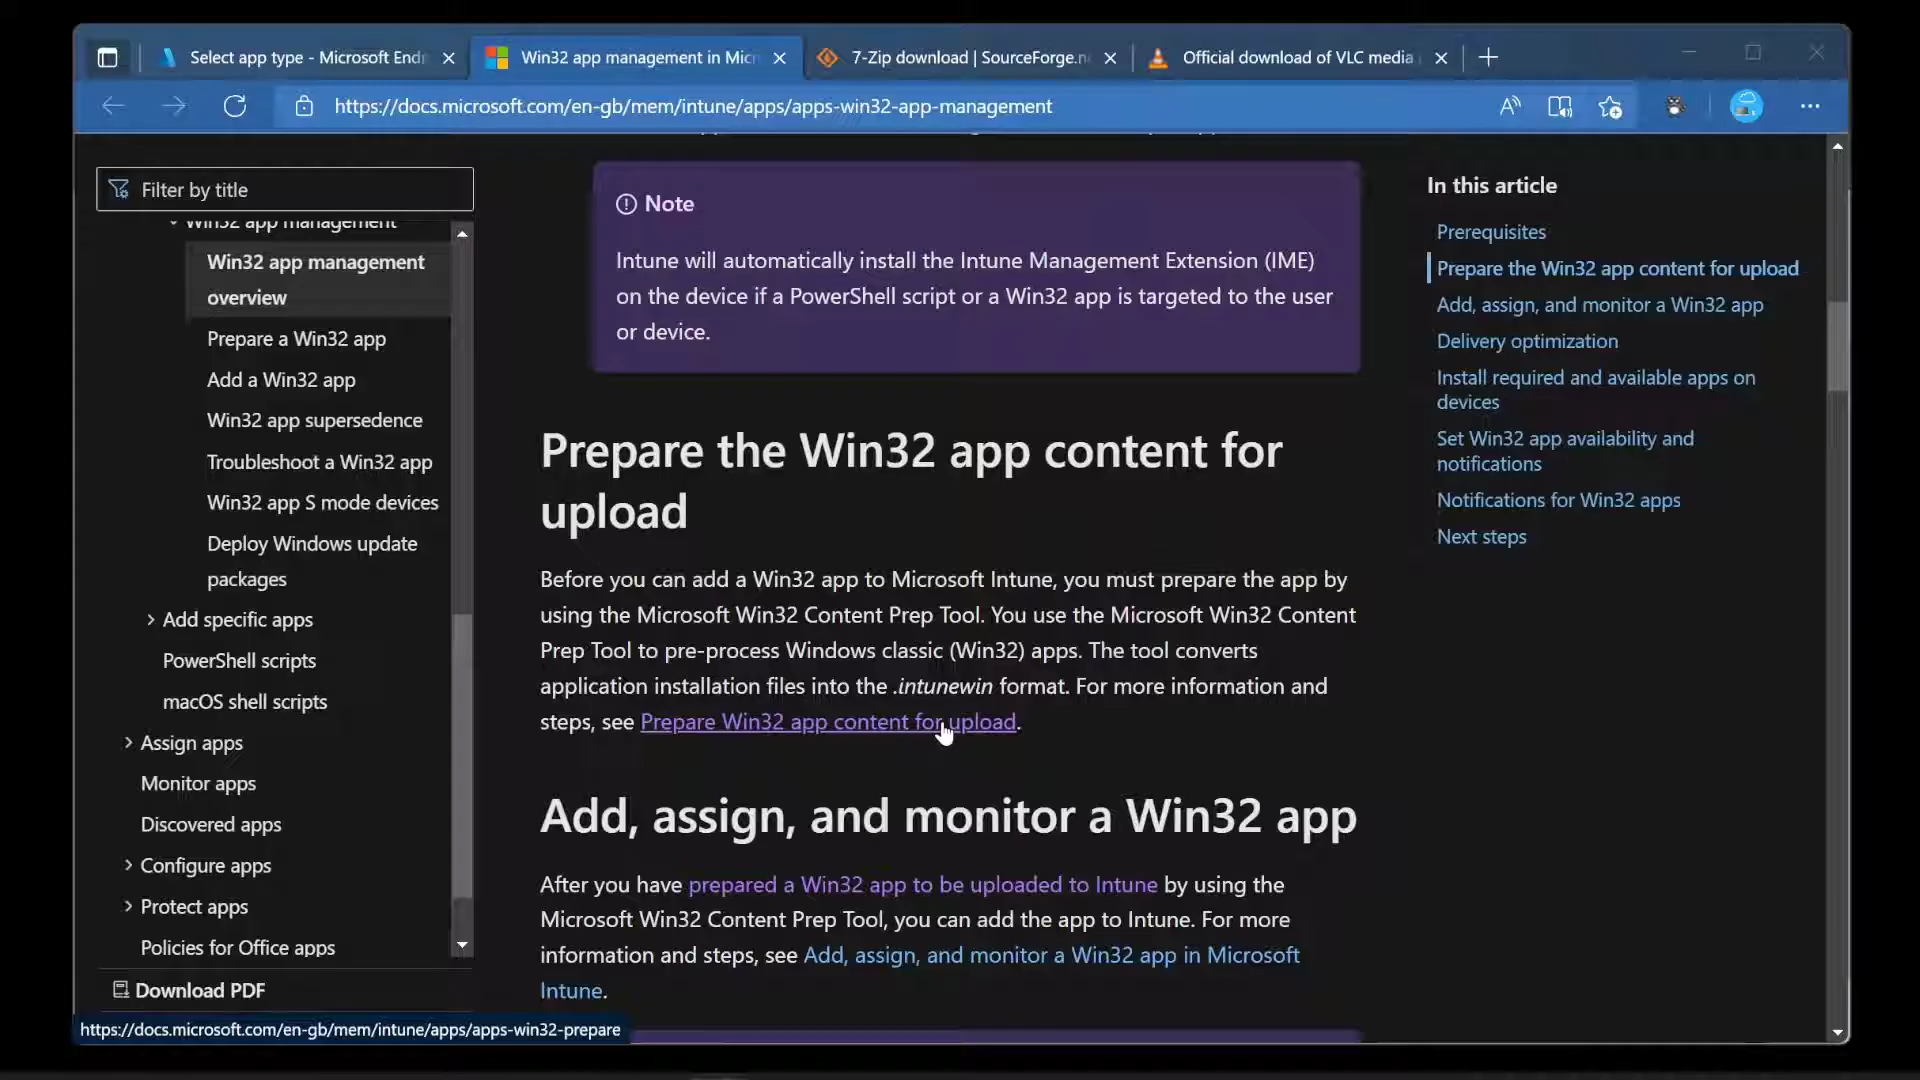 Select app type - Microsoft End
Win32 app management in Mic
7-Zip download | SourceForge.n
Official download of VLC media
https://docs.microsoft.com/en-gb/mem/intune/apps/apps-win32-app-management
Filter by title
Win32 app management
Win32 app management
overview
Prepare a Win32 app
Add a Win32 app
Win32 app supersedence
Troubleshoot a Win32 app
Win32 app S mode devices
Deploy Windows update
packages
Add specific apps
PowerShell scripts
macOS shell scripts
Assign apps
Monitor apps
Discovered apps
Configure apps
Protect apps
Policies for Office apps
Download PDF
https://docs.microsoft.com/en-gb/mem/intune/apps/apps-win32-prepare
Note
Intune will automatically install the Intune Management Extension (IME)
on the device if a PowerShell script or a Win32 app is targeted to the user
or device.
Prepare the Win32 app content for
upload
Before you can add a Win32 app to Microsoft Intune, you must prepare the app by
using the Microsoft Win32 Content Prep Tool. You use the Microsoft Win32 Content
Prep Tool to pre-process Windows classic (Win32) apps. The tool converts
application installation files into the .intunewin format. For more information and
steps, see Prepare Win32 app content for upload.
Add, assign, and monitor a Win32 app
After you have prepared a Win32 app to be uploaded to Intune by using the
Microsoft Win32 Content Prep Tool, you can add the app to Intune. For more
information and steps, see Add, assign, and monitor a Win32 app in Microsoft
Intune.
In this article
Prerequisites
Prepare the Win32 app content for upload
Add, assign, and monitor a Win32 app
Delivery optimization
Install required and available apps on
devices
Set Win32 app availability and
notifications
Notifications for Win32 apps
Next steps